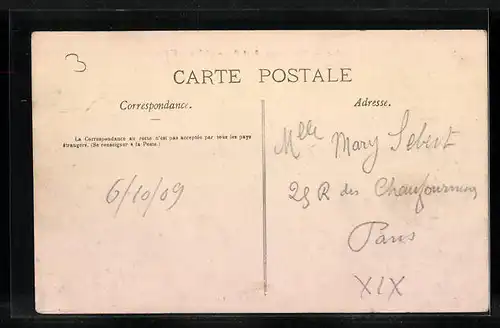 3
CARTE POSTALE
Correspondance.
Adresse.
La Correspondance au recto n'est pas acceptée par tous les pays
étrangers. (Se renseigner à la Poste.)
Mlle Mary Sebert
6/10/09
25 R des Chaufourniers
Paris
XIX